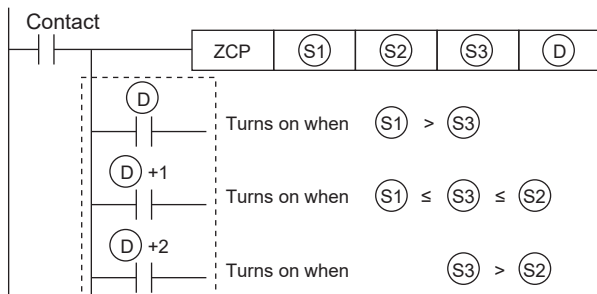 Contact
ZCP S1 S2 S3 D
D
Turns on when S1 > S3
D +1
Turns on when S1 ≤ S3 ≤ S2
D +2
Turns on when S3 > S2